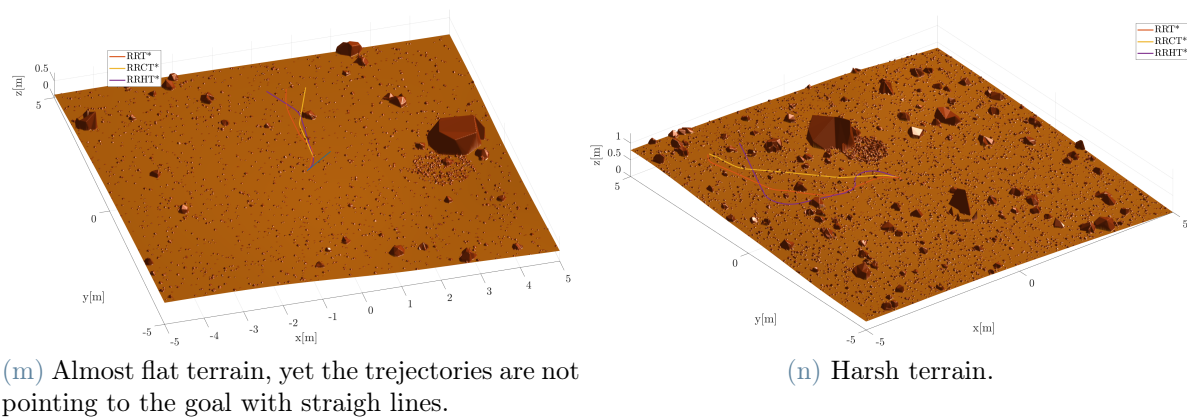 RRT*
RRCT*
RRHT*
z[m]
0.5
0
5
0
-5
y[m]
-5
-4
-3
-2
-1
0
1
2
3
4
5
x[m]
RRT*
RRCT*
RRHT*
z[m]
1
0.5
0
5
0
-5
y[m]
-5
0
5
x[m]
(m) Almost flat terrain, yet the trejectories are not
pointing to the goal with straigh lines.
(n) Harsh terrain.